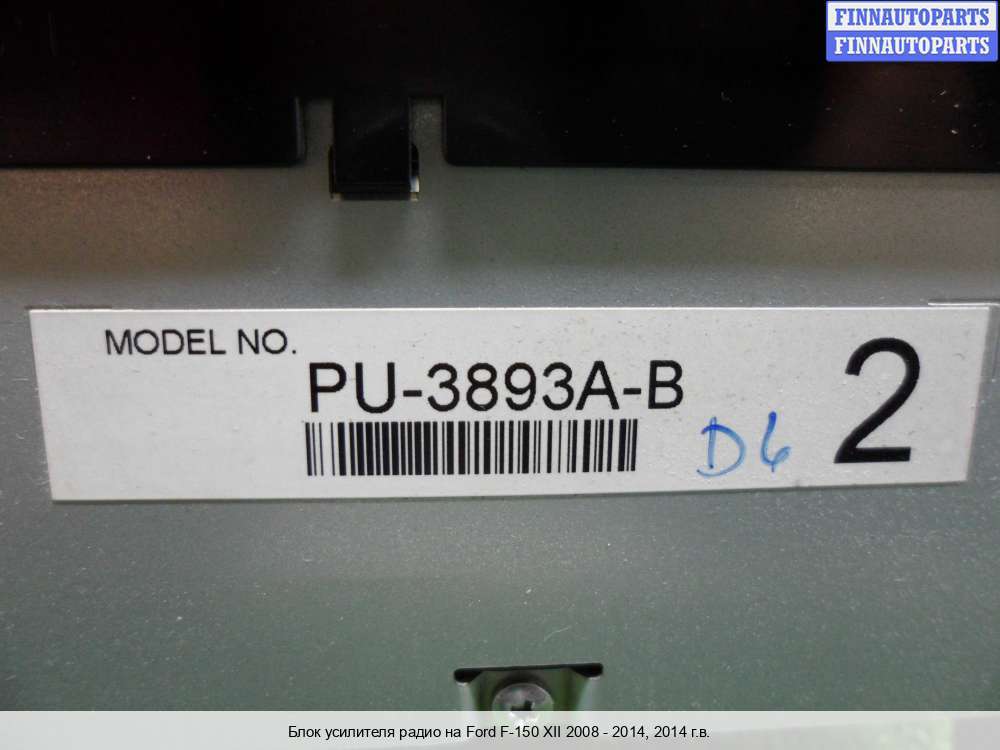 FINNAUTOPARTS
FINNAUTOPARTS
MODEL NO.
PU-3893A-B
D6
2
Блок усилителя радио на Ford F-150 XII 2008 - 2014, 2014 г.в.